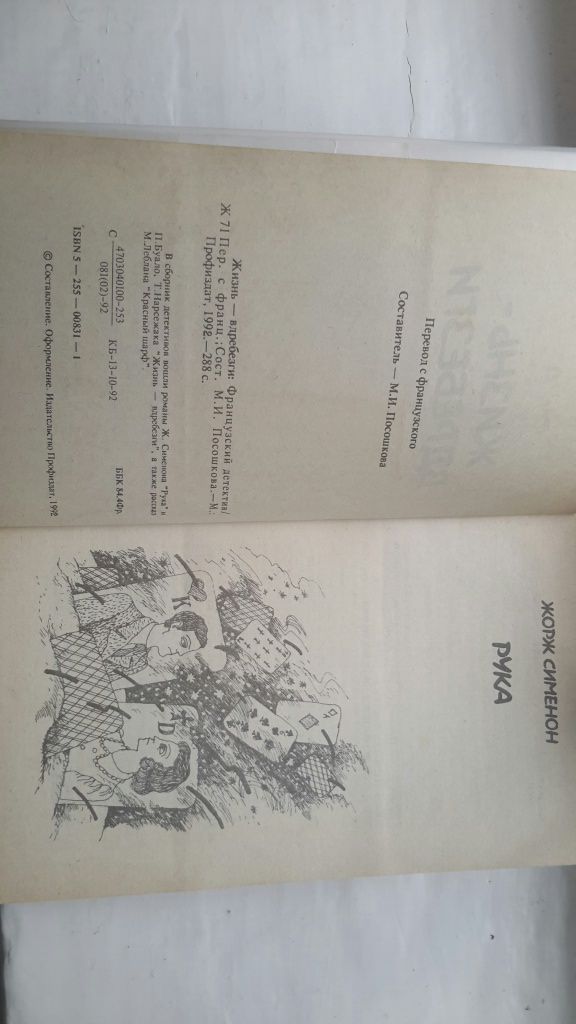 Перевод с французского
Составитель — М.И. Посошкова
Жизнь — вдребезги: Французский детектив/
Ж 71 Пер. с франц.; Сост. М.И. Посошкова.—М.:
Профиздат, 1992.—288 с.
В сборник детективов вошли романы Ж. Сименона "Рука" и
П.Буало, Т.Нарсежака "Жизнь — вдребезги", а также рассказ
М.Леблана "Красный шарф".
С 4703040100–253
081(02)–92
КБ–13–10–92
ББК 84.4Фр.
ISBN 5 — 255 — 00831 — 1
© Составление. Оформление. Издательство Профиздат, 1992
ЖОРЖ СИМЕНОН
РУКА
K
D